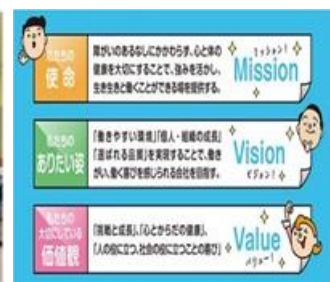 私たちの
使命
障がいのあるなしにかかわらず、心と体の
健康を大切にすることで、強みを活かし、
生き生きと働くことができる場を提供する。
ミッション!
Mission
私たちの
ありたい姿
「働きやすい環境」「個人・組織の成長」
「選ばれる品質」を実現することで、働き
がい、働く喜びを感じられる会社を目指す。
Vision
ビジョン!
私たちの
大切にしている
価値観
「挑戦と成長」、「心とからだの健康」、
「人の役に立つ、社会の役に立つことの喜び」
Value
バリュー!